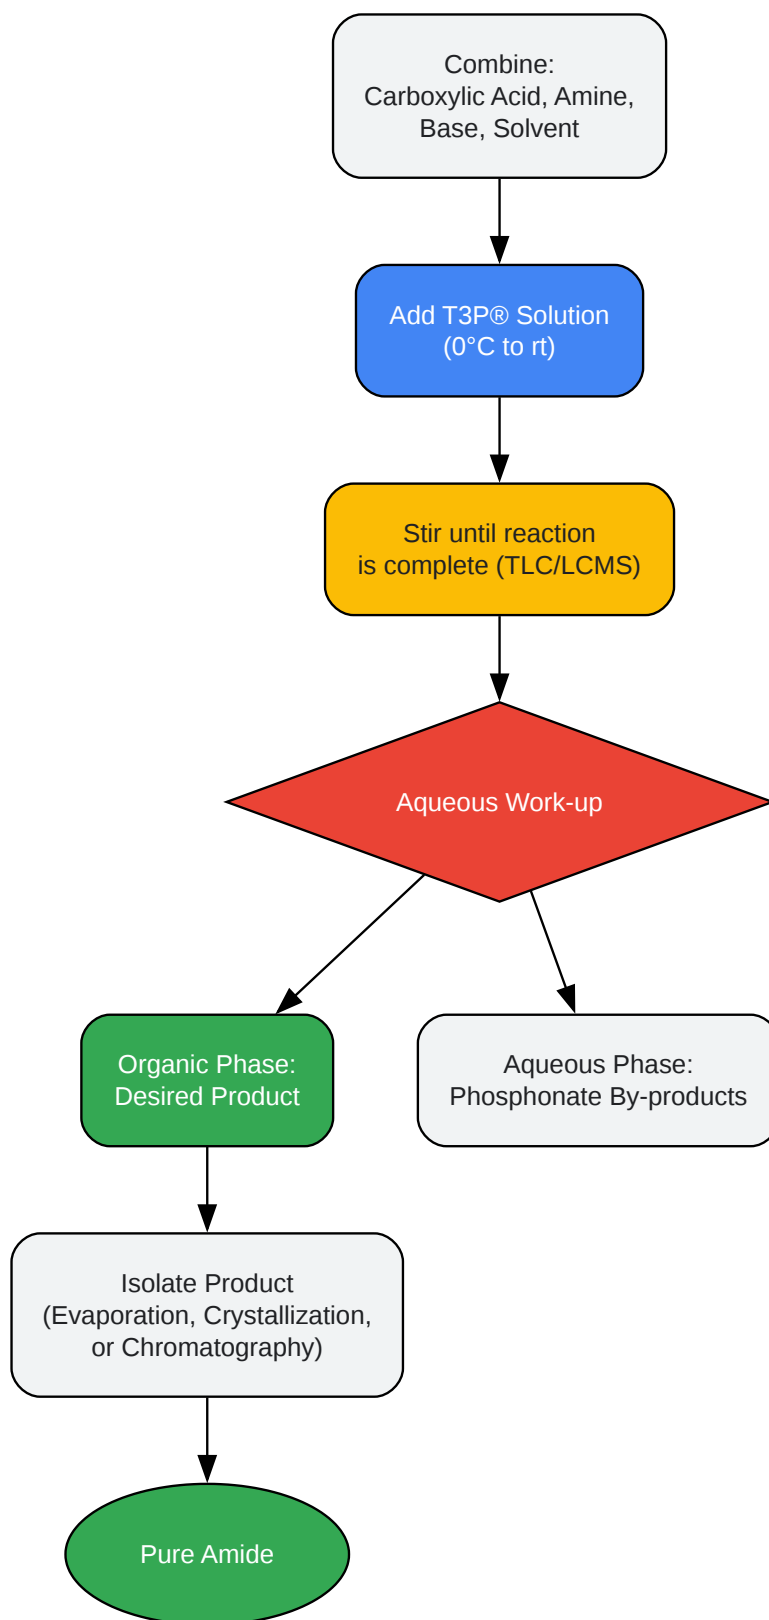 Combine:
Carboxylic Acid, Amine,
Base, Solvent
Add T3P® Solution
(0°C to rt)
Stir until reaction
is complete (TLC/LCMS)
Aqueous Work-up
Organic Phase:
Desired Product
Aqueous Phase:
Phosphonate By-products
Isolate Product
(Evaporation, Crystallization,
or Chromatography)
Pure Amide